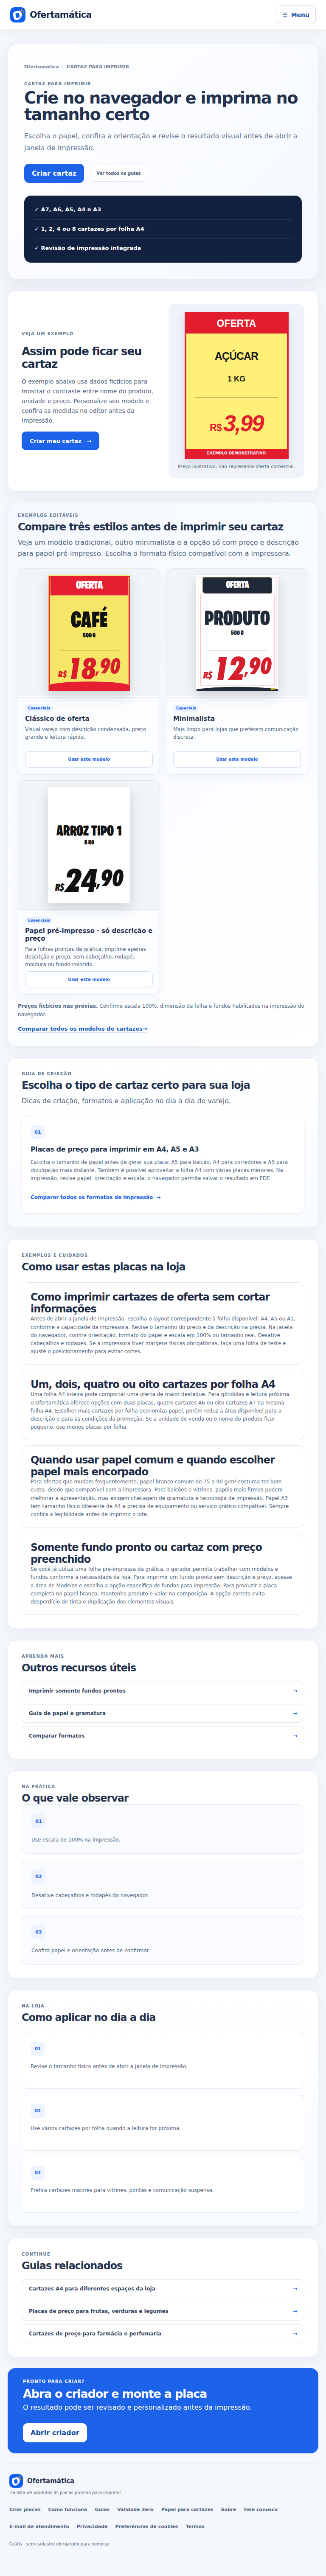 Ofertamática
☰ Menu
Ofertamática › CARTAZ PARA IMPRIMIR
CARTAZ PARA IMPRIMIR
Crie no navegador e imprima no
tamanho certo
Escolha o papel, confira a orientação e revise o resultado visual antes de abrir a
janela de impressão.
Criar cartaz
Ver todos os guias
✓ A7, A6, A5, A4 e A3
✓ 1, 2, 4 ou 8 cartazes por folha A4
✓ Revisão de impressão integrada
VEJA UM EXEMPLO
Assim pode ficar seu
cartaz
O exemplo abaixo usa dados fictícios para
mostrar o contraste entre nome do produto,
unidade e preço. Personalize seu modelo e
confira as medidas no editor antes da
impressão.
Criar meu cartaz →
OFERTA
AÇÚCAR
1 KG
R$3,99
EXEMPLO DEMONSTRATIVO
Preço ilustrativo, não representa oferta comercial.
EXEMPLOS EDITÁVEIS
Compare três estilos antes de imprimir seu cartaz
Veja um modelo tradicional, outro minimalista e a opção só com preço e descrição
para papel pré-impresso. Escolha o formato físico compatível com a impressora.
OFERTA
CAFÉ
500 G
R$18,90
Essenciais
Clássico de oferta
Visual varejo com descrição condensada, preço
grande e leitura rápida.
Usar este modelo
OFERTA
PRODUTO
500 G
R$12,90
Especiais
Minimalista
Mais limpo para lojas que preferem comunicação
discreta.
Usar este modelo
ARROZ TIPO 1
5 KG
R$24,90
Essenciais
Papel pré-impresso · só descrição e
preço
Para folhas prontas de gráfica: imprime apenas
descrição e preço, sem cabeçalho, rodapé,
moldura ou fundo colorido.
Usar este modelo
Preços fictícios nas prévias. Confirme escala 100%, dimensão da folha e fundos habilitados na impressão do
navegador.
Comparar todos os modelos de cartazes→
GUIA DE CRIAÇÃO
Escolha o tipo de cartaz certo para sua loja
Dicas de criação, formatos e aplicação no dia a dia do varejo.
01
Placas de preço para imprimir em A4, A5 e A3
Escolha o tamanho do papel antes de gerar sua placa: A5 para balcão, A4 para corredores e A3 para
divulgação mais distante. Também é possível aproveitar a folha A4 com várias placas menores. Na
impressão, revise papel, orientação e escala; o navegador permite salvar o resultado em PDF.
Comparar todos os formatos de impressão →
EXEMPLOS E CUIDADOS
Como usar estas placas na loja
Como imprimir cartazes de oferta sem cortar
informações
Antes de abrir a janela de impressão, escolha o layout correspondente à folha disponível: A4, A5 ou A3,
conforme a capacidade da impressora. Revise o tamanho do preço e da descrição na prévia. Na janela
do navegador, confira orientação, formato do papel e escala em 100% ou tamanho real. Desative
cabeçalhos e rodapés. Se a impressora tiver margens físicas obrigatórias, faça uma folha de teste e
ajuste o posicionamento para evitar cortes.
Um, dois, quatro ou oito cartazes por folha A4
Uma folha A4 inteira pode comportar uma oferta de maior destaque. Para gôndolas e leitura próxima,
o Ofertamática oferece opções com duas placas, quatro cartazes A6 ou oito cartazes A7 na mesma
folha A4. Escolher mais cartazes por folha economiza papel, porém reduz a área disponível para a
descrição e para as condições da promoção. Se a unidade de venda ou o nome do produto ficar
pequeno, use menos placas por folha.
Quando usar papel comum e quando escolher
papel mais encorpado
Para ofertas que mudam frequentemente, papel branco comum de 75 a 90 g/m² costuma ter bom
custo, desde que compatível com a impressora. Para balcões e vitrines, papéis mais firmes podem
melhorar a apresentação, mas exigem checagem de gramatura e tecnologia de impressão. Papel A3
tem tamanho físico diferente de A4 e precisa de equipamento ou serviço gráfico compatível. Sempre
confira a legibilidade antes de imprimir o lote.
Somente fundo pronto ou cartaz com preço
preenchido
Se você já utiliza uma folha pré-impressa da gráfica, o gerador permite trabalhar com modelos e
fundos conforme a necessidade da loja. Para imprimir um fundo pronto sem descrição e preço, acesse
a área de Modelos e escolha a opção específica de fundos para impressão. Para produzir a placa
completa no papel branco, mantenha produto e valor na composição. A opção correta evita
desperdício de tinta e duplicação dos elementos visuais.
APRENDA MAIS
Outros recursos úteis
Imprimir somente fundos prontos →
Guia de papel e gramatura →
Comparar formatos →
NA PRÁTICA
O que vale observar
01
Use escala de 100% na impressão.
02
Desative cabeçalhos e rodapés do navegador.
03
Confira papel e orientação antes de confirmar.
NA LOJA
Como aplicar no dia a dia
01
Revise o tamanho físico antes de abrir a janela de impressão.
02
Use vários cartazes por folha quando a leitura for próxima.
03
Prefira cartazes maiores para vitrines, pontas e comunicação suspensa.
CONTINUE
Guias relacionados
Cartazes A4 para diferentes espaços da loja →
Placas de preço para frutas, verduras e legumes →
Cartazes de preço para farmácia e perfumaria →
PRONTO PARA CRIAR?
Abra o criador e monte a placa
O resultado pode ser revisado e personalizado antes da impressão.
Abrir criador
Ofertamática
Da lista de produtos às placas prontas para imprimir.
Criar placas Como funciona Guias Validade Zero Papel para cartazes Sobre Fale conosco
E-mail de atendimento Privacidade Preferências de cookies Termos
Grátis · sem cadastro obrigatório para começar